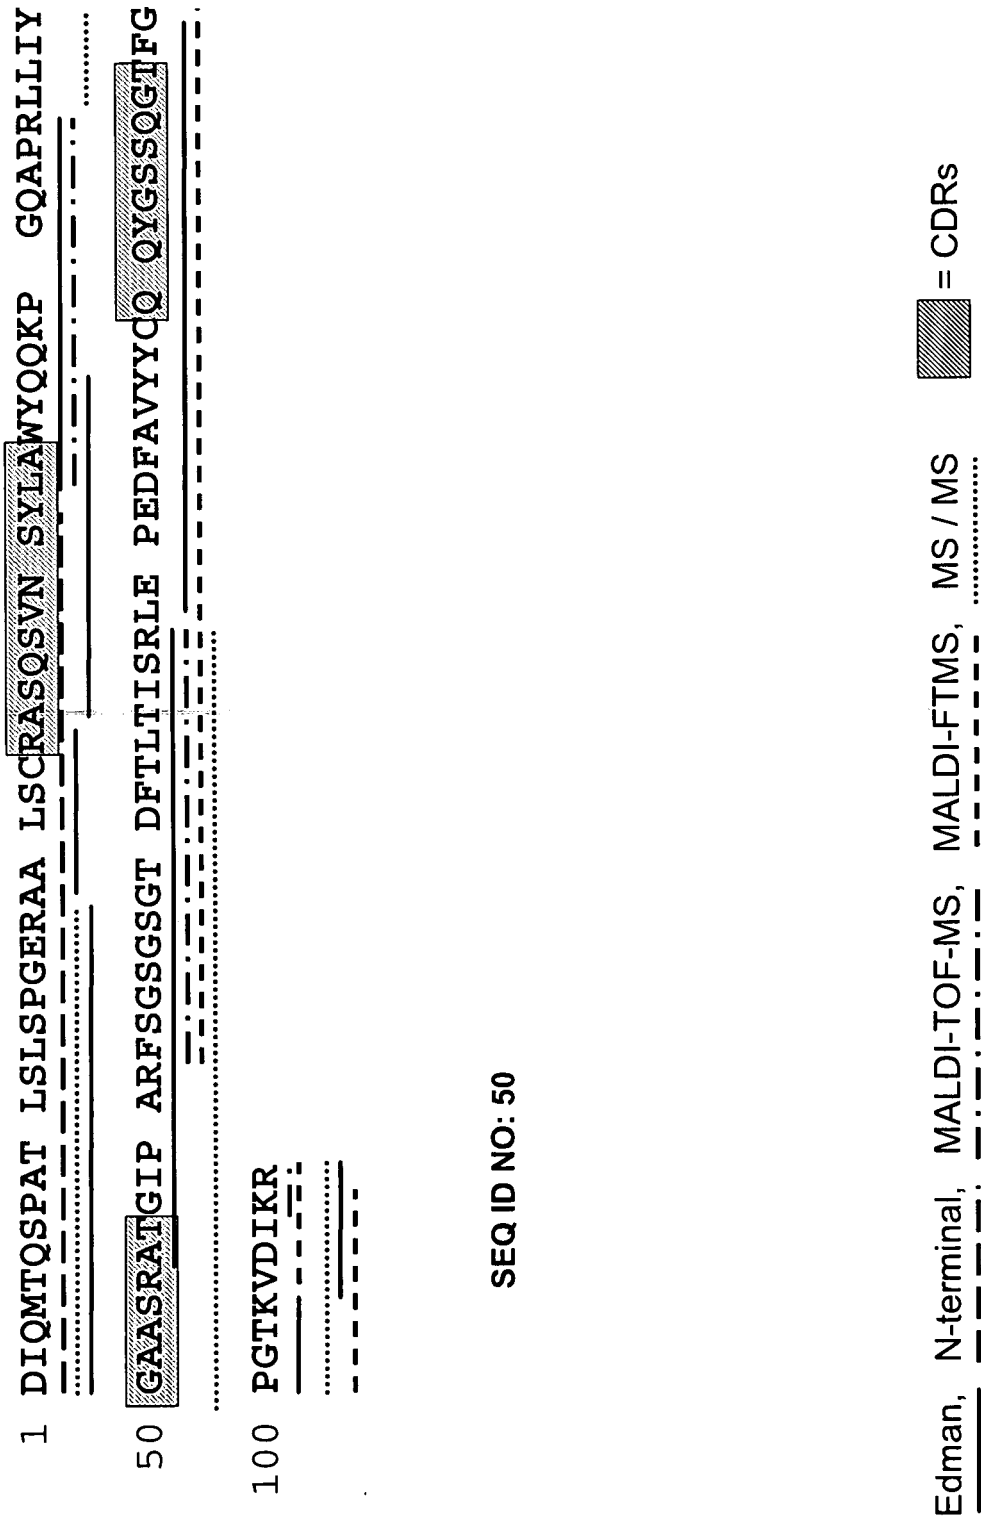 1 DIQMTQSPAT LSLSPGERAA LSCRASQSVN SYLAWYQQKP GQAPRLLIY
50 GAASRATGIP ARFSGSGSGT DFTLTISRLE PEDFAVYYCQ QYGSSQGTFG
100 PGTKVDIKR
SEQ ID NO: 50
Edman, N-terminal, MALDI-TOF-MS, MALDI-FTMS, MS / MS = CDRs